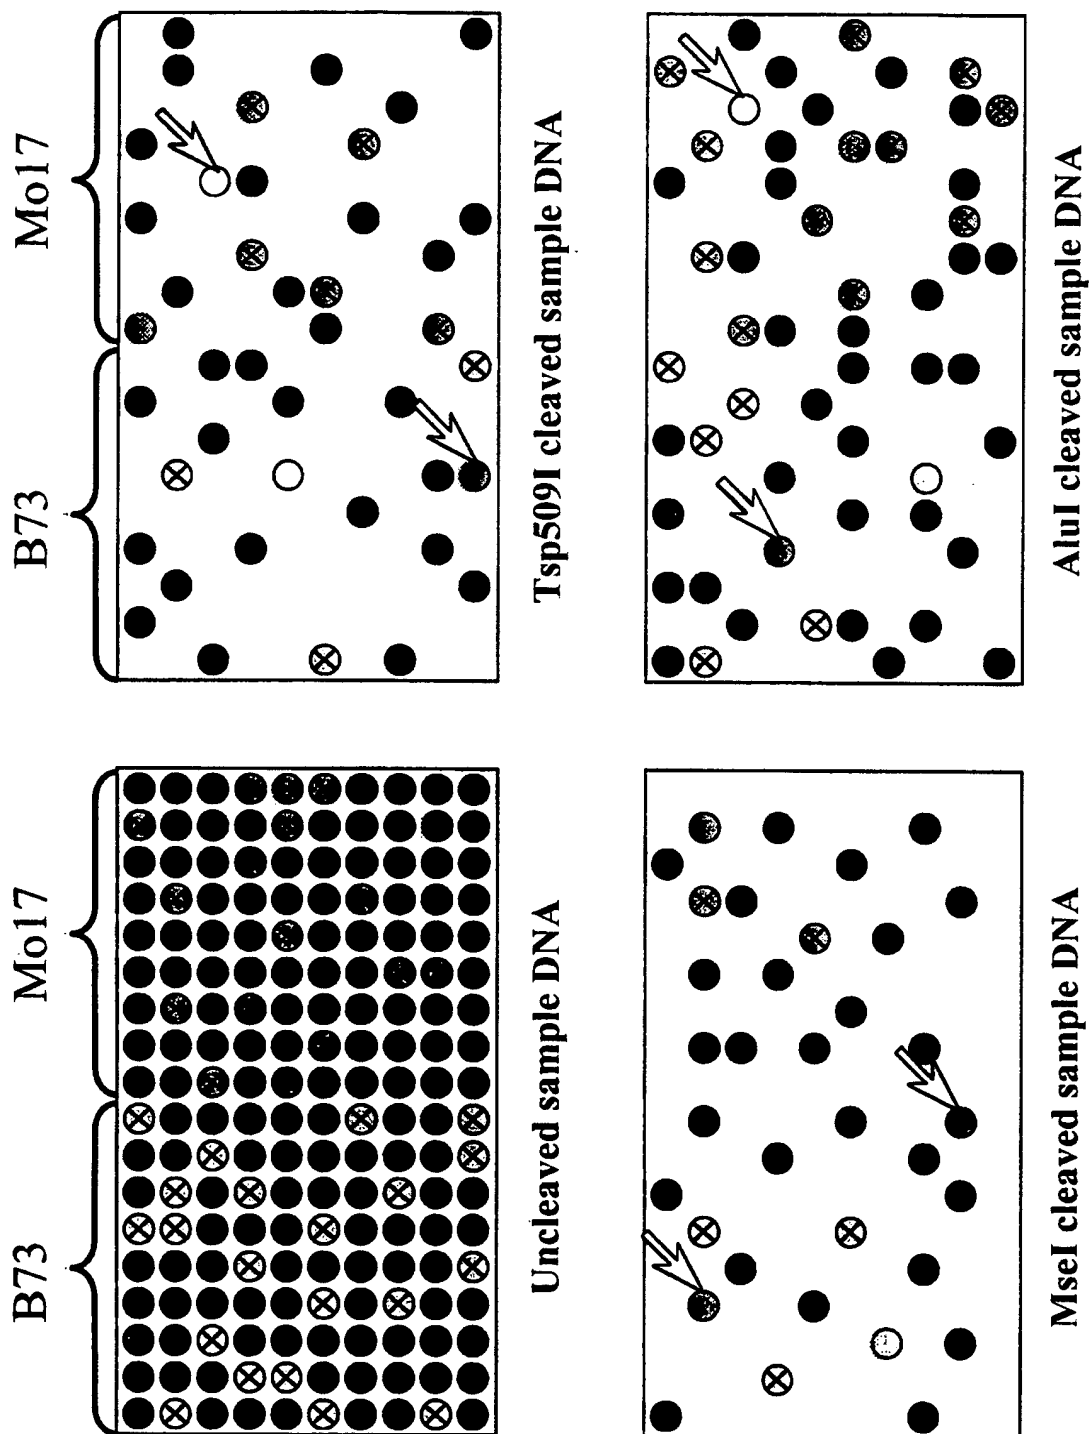 B73
Mo17
B73
Mo17
Uncleaved sample DNA
Tsp509I cleaved sample DNA
MseI cleaved sample DNA
AluI cleaved sample DNA